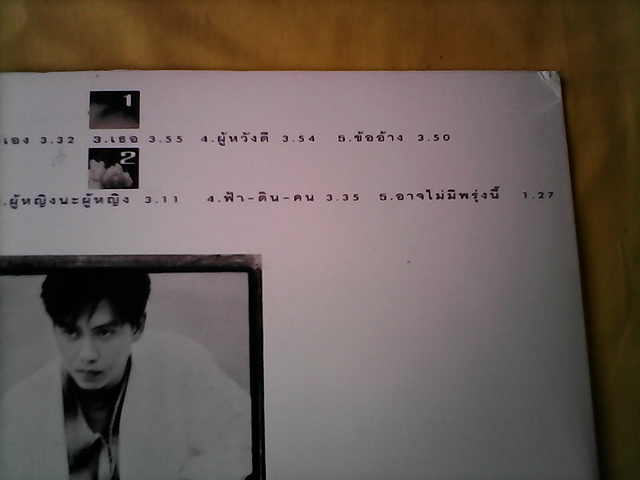 1
เอง 3.32 3.เธอ 3.55 4.ผู้หวังดี 3.54 5.ข้ออ้าง 3.50
2
.ผู้หญิงนะผู้หญิง 3.11 4.ฟ้า-ดิน-คน 3.35 5.อาจไม่มีพรุ่งนี้ 1.27